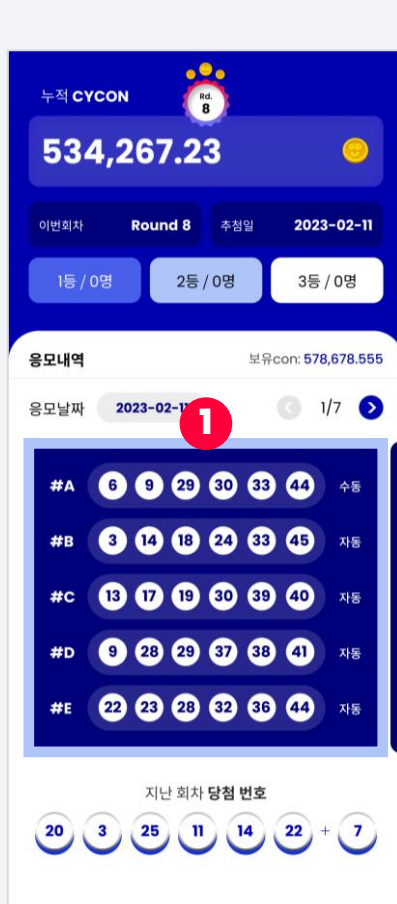 누적 CYCON
Rd.
8
534,267.23
이번회차 Round 8 추첨일 2023-02-11
1등 / 0명 2등 / 0명 3등 / 0명
응모내역 보유con: 578,678.555
응모날짜 2023-02-11 1/7
1
#A 6 9 29 30 33 44 수동
#B 3 14 18 24 33 45 자동
#C 13 17 19 30 39 40 자동
#D 9 28 29 37 38 41 자동
#E 22 23 28 32 36 44 자동
지난 회차 당첨 번호
20 3 25 11 14 22 + 7